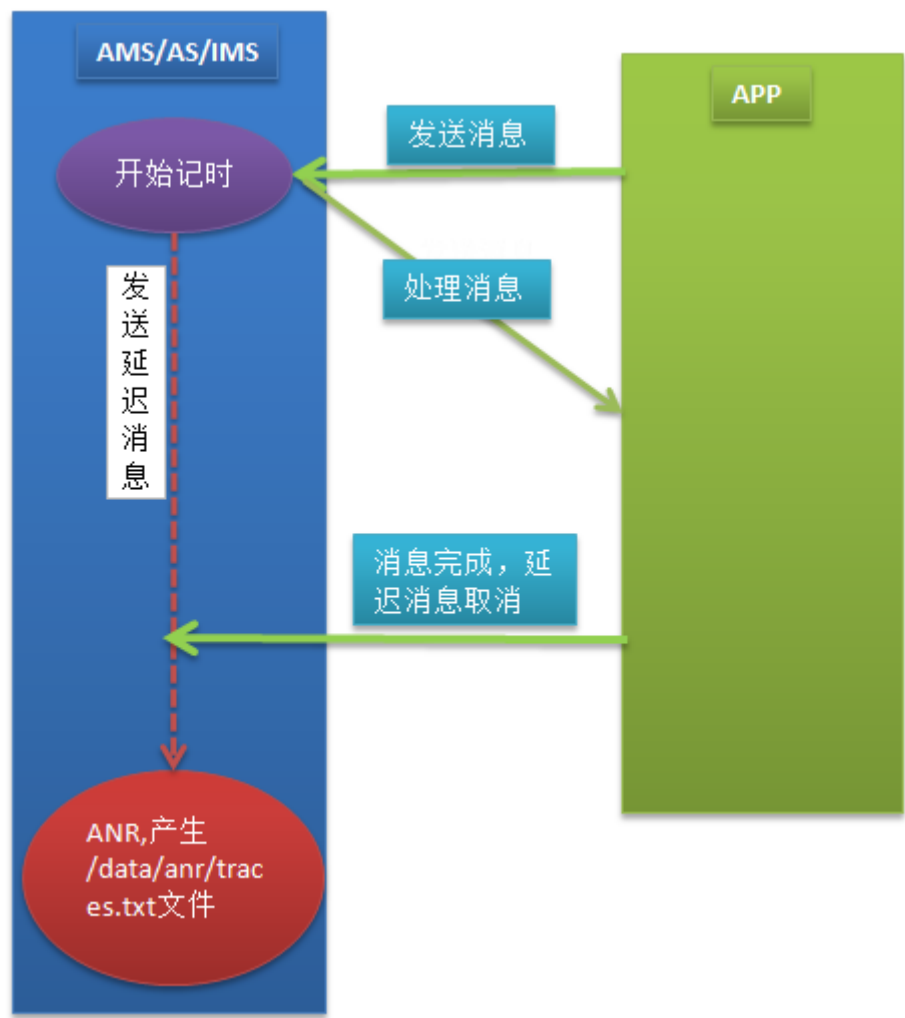 AMS/AS/IMS
APP
发送消息
开始记时
处理消息
发
送
延
迟
消
息
消息完成，延
迟消息取消
ANR,产生
/data/anr/trac
es.txt文件